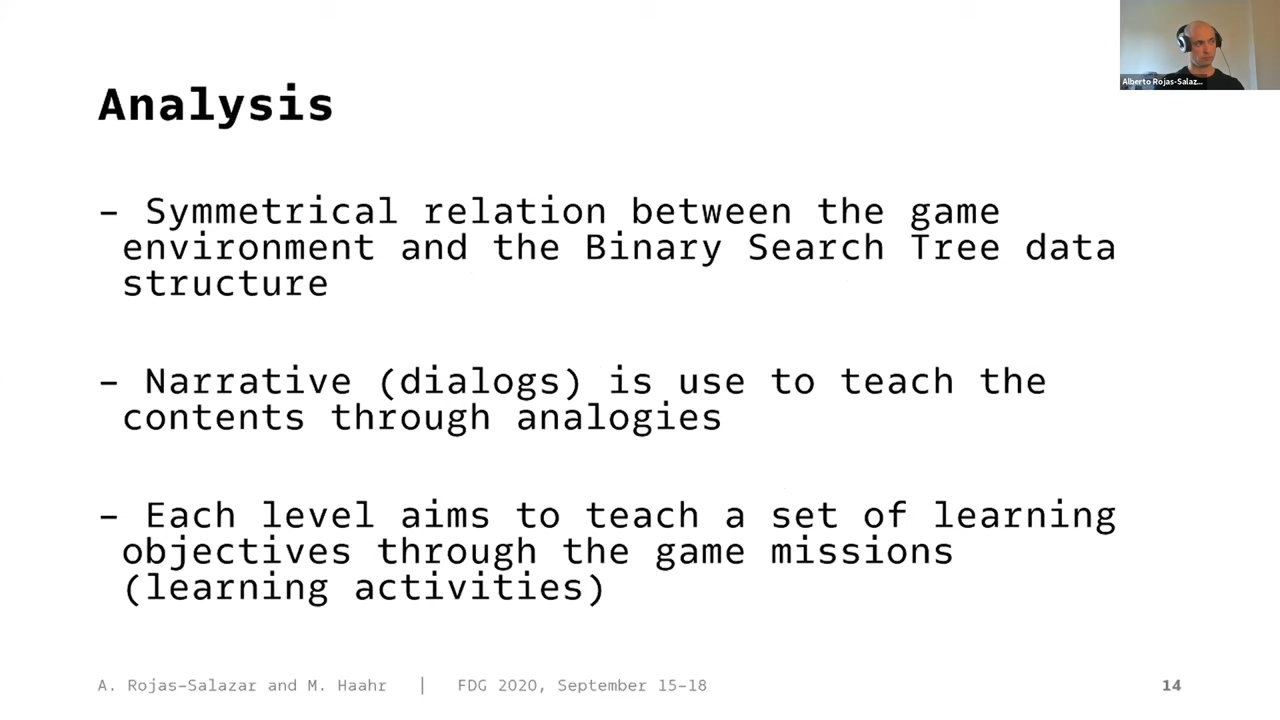 Alberto Rojas-Salaz...
Analysis
– Symmetrical relation between the game
environment and the Binary Search Tree data
structure
– Narrative (dialogs) is use to teach the
contents through analogies
– Each level aims to teach a set of learning
objectives through the game missions
(learning activities)
A. Rojas-Salazar and M. Haahr | FDG 2020, September 15-18 14